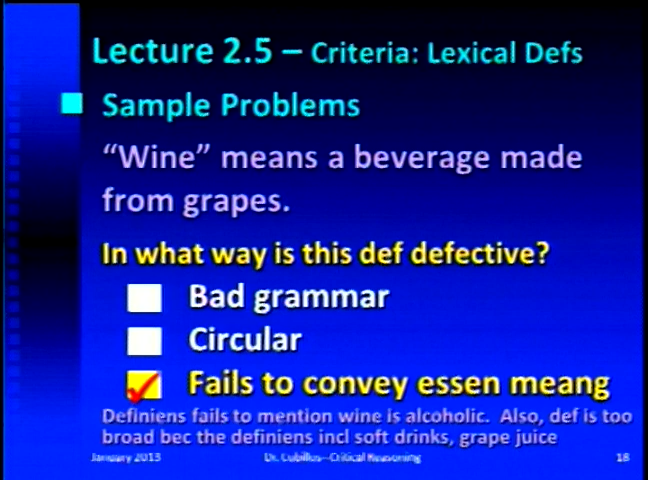 Lecture 2.5 – Criteria: Lexical Defs
Sample Problems
“Wine” means a beverage made
from grapes.
In what way is this def defective?
Bad grammar
Circular
Fails to convey essen meang
Definiens fails to mention wine is alcoholic. Also, def is too
broad bec the definiens incl soft drinks, grape juice
January 2013
Dr. Cubillos—Critical Reasoning
18